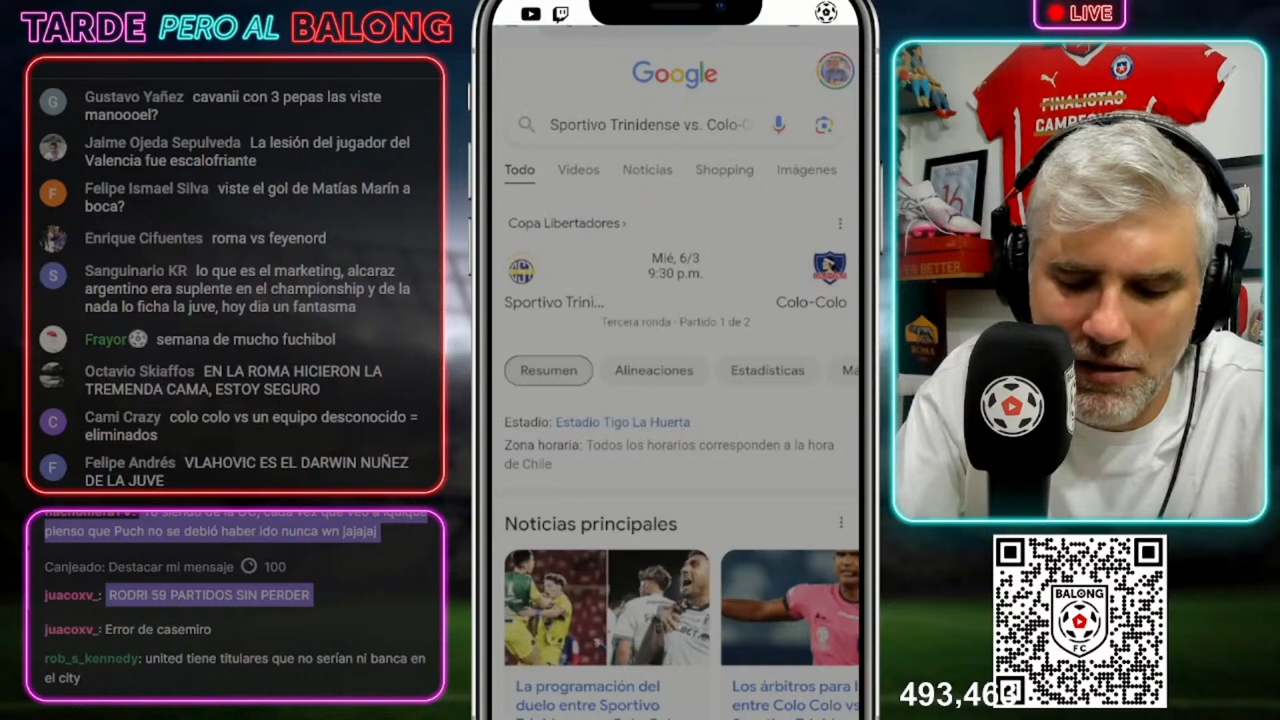 TARDE PERO AL BALONG
G
Gustavo Yañez cavanii con 3 pepas las viste
manoooel?
Jaime Ojeda Sepulveda La lesión del jugador del
Valencia fue escalofriante
F
Felipe Ismael Silva viste el gol de Matías Marín a
boca?
Enrique Cifuentes roma vs feyenord
S
Sanguinario KR lo que es el marketing, alcaraz
argentino era suplente en el championship y de la
nada lo ficha la juve, hoy dia un fantasma
Frayor semana de mucho fuchibol
Octavio Skiaffos EN LA ROMA HICIERON LA
TREMENDA CAMA, ESTOY SEGURO
C
Cami Crazy colo colo vs un equipo desconocido =
eliminados
F
Felipe Andrés VLAHOVIC ES EL DARWIN NUÑEZ
DE LA JUVE
pienso que Puch no se debió haber ido nunca wn jajajaj
Canjeado: Destacar mi mensaje 100
juacoxv_: RODRI 59 PARTIDOS SIN PERDER
juacoxv_: Error de casemiro
rob_s_kennedy: united tiene titulares que no serían ni banca en
el city
Google
Sportivo Trinidense vs. Colo-C
Todo Videos Noticias Shopping Imágenes
Copa Libertadores ›
Mié, 6/3
9:30 p.m.
Sportivo Trini... Colo-Colo
Tercera ronda · Partido 1 de 2
Resumen Alineaciones Estadísticas Ma
Estadio: Estadio Tigo La Huerta
Zona horaria: Todos los horarios corresponden a la hora
de Chile
Noticias principales
La programación del
duelo entre Sportivo
Los árbitros para l
entre Colo Colo vs
LIVE
FINALISTAS
16
ROMA
BALONG
FC